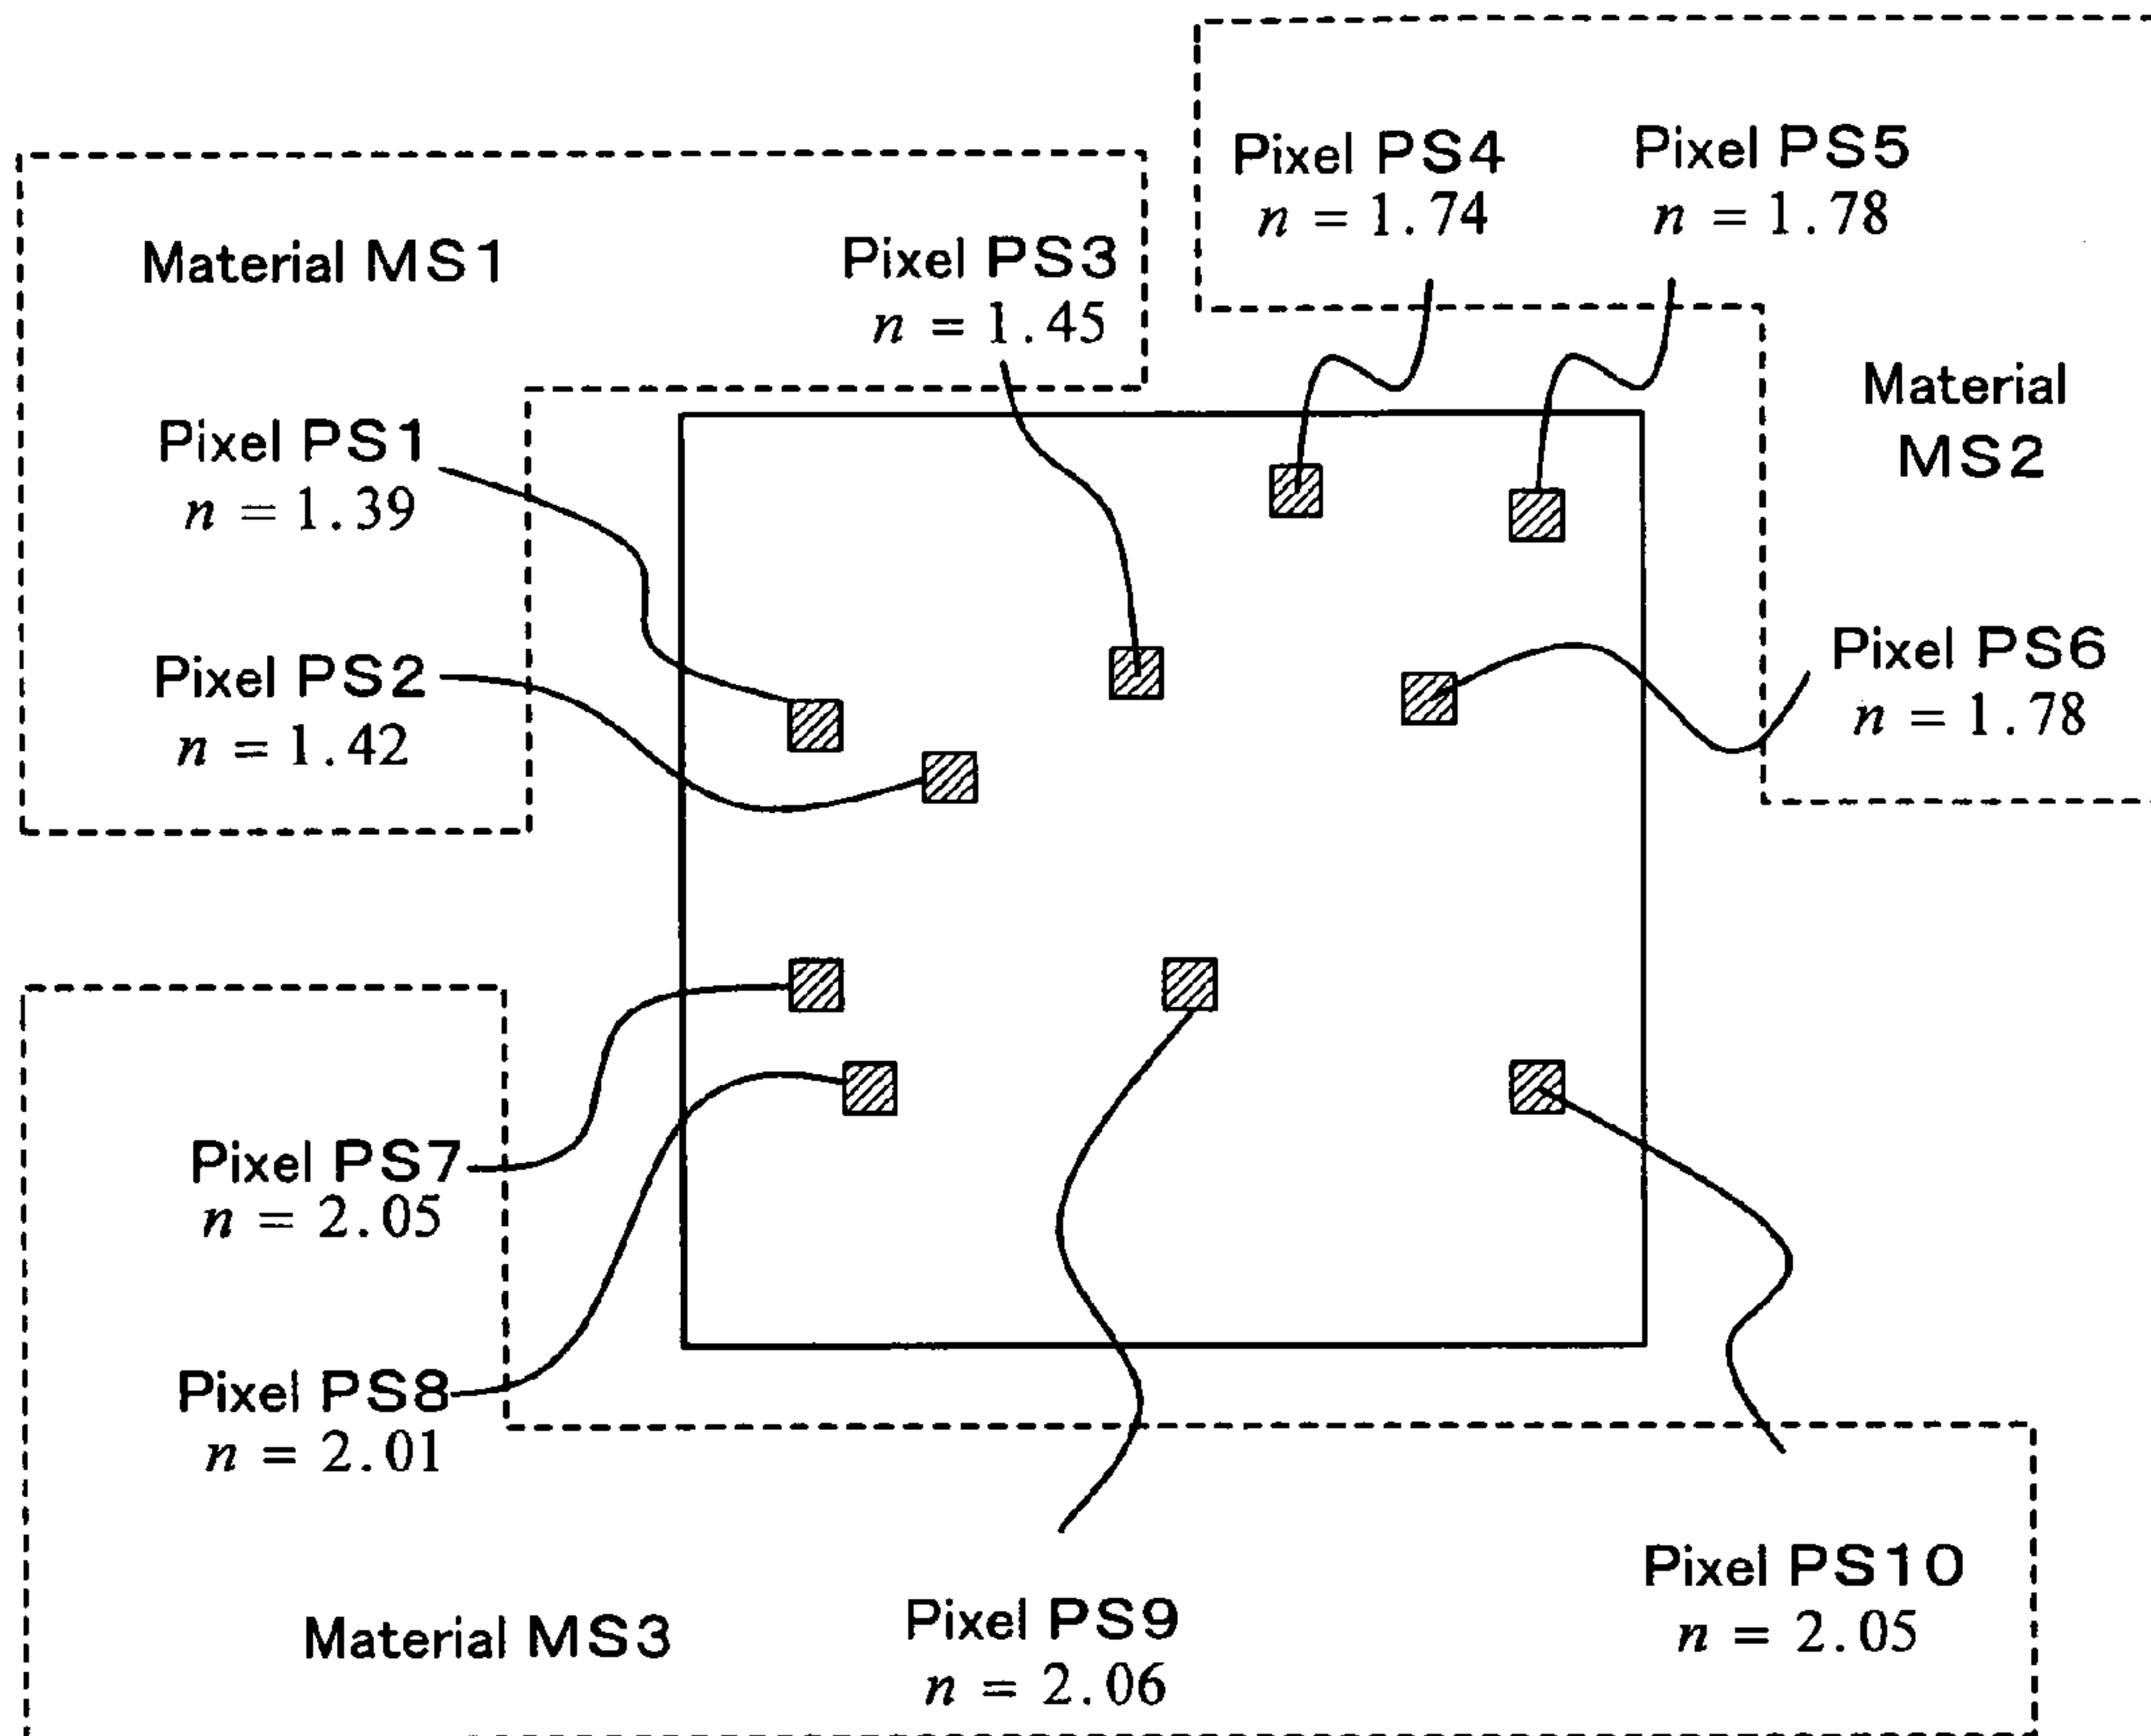 Pixel PS4
n = 1.74
Pixel PS5
n = 1.78
Material MS1
Pixel PS3
n = 1.45
Material
MS2
Pixel PS1
n = 1.39
Pixel PS2
n = 1.42
Pixel PS6
n = 1.78
Pixel PS7
n = 2.05
Pixel PS8
n = 2.01
Material MS3
Pixel PS9
n = 2.06
Pixel PS10
n = 2.05